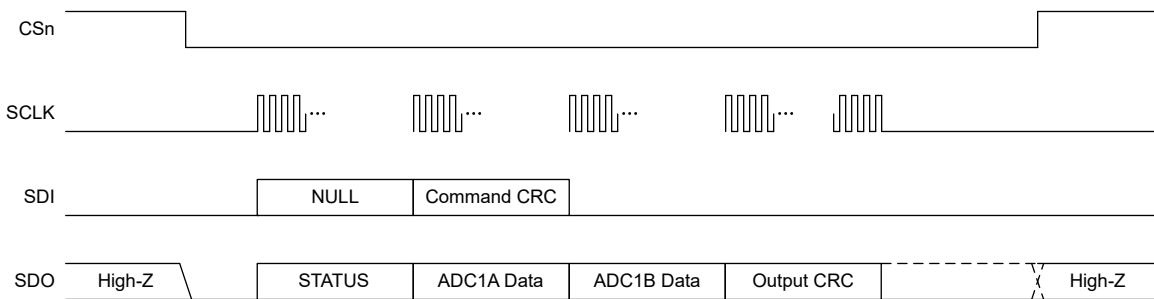 CSn
SCLK
... ... ... ...
SDI NULL Command CRC
SDO High-Z STATUS ADC1A Data ADC1B Data Output CRC High-Z